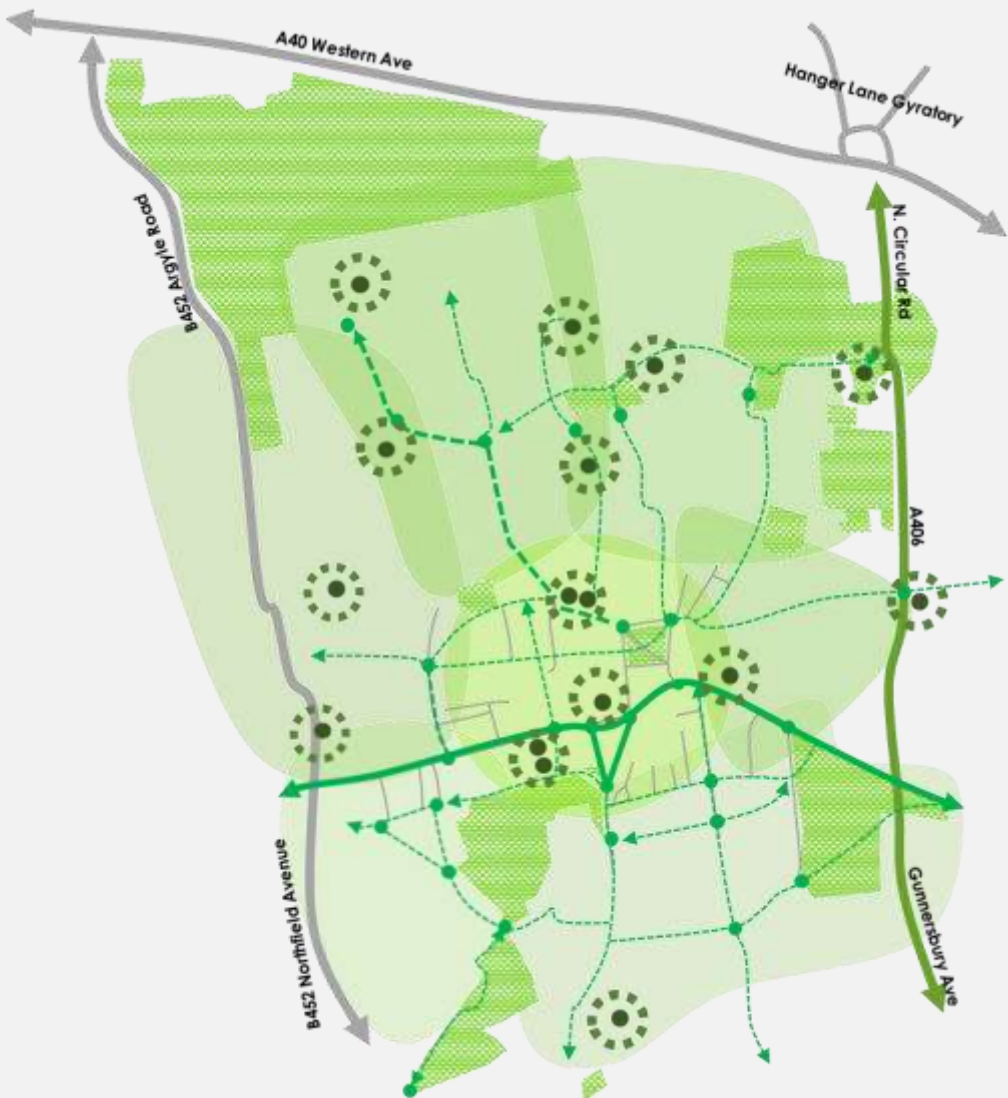 A40 Western Ave
Hanger Lane Gyratory
B452 Argyle Road
N. Circular Rd
A406
B452 Northfield Avenue
Gunnersbury Ave